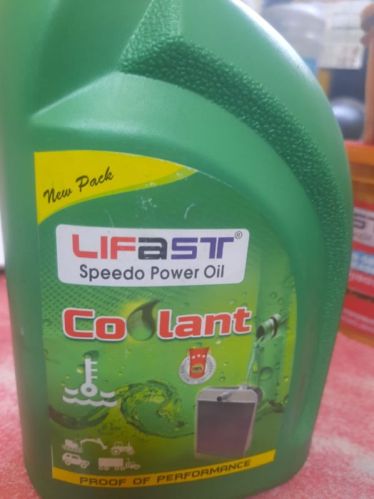 New Pack
LIFAST®
Speedo Power Oil
Coolant
PROOF OF PERFORMANCE